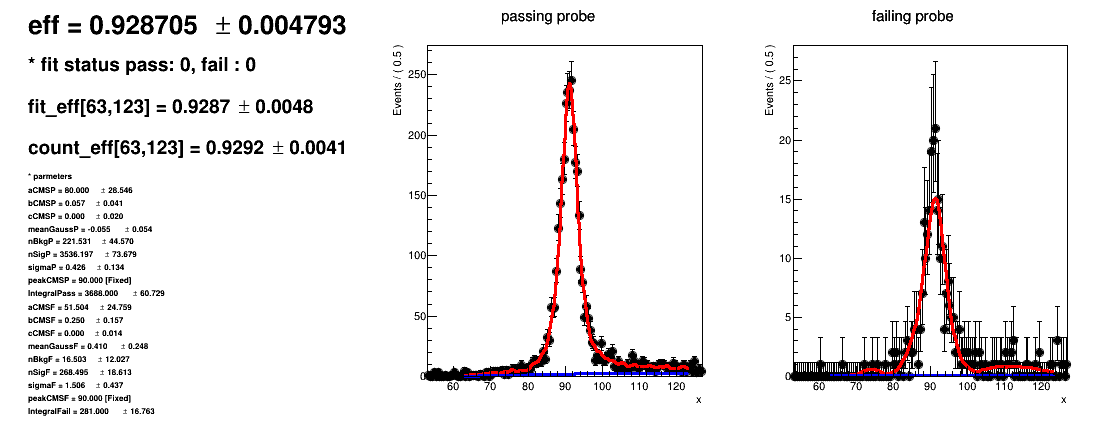 eff = 0.928705 ± 0.004793
* fit status pass: 0, fail : 0
fit_eff[63,123] = 0.9287 ± 0.0048
count_eff[63,123] = 0.9292 ± 0.0041
* parmeters
aCMSP = 80.000 ± 28.546
bCMSP = 0.057 ± 0.041
cCMSP = 0.000 ± 0.020
meanGaussP = -0.055 ± 0.054
nBkgP = 221.531 ± 44.570
nSigP = 3536.197 ± 73.679
sigmaP = 0.426 ± 0.134
peakCMSP = 90.000 [Fixed]
IntegralPass = 3688.000 ± 60.729
aCMSF = 51.504 ± 24.759
bCMSF = 0.250 ± 0.157
cCMSF = 0.000 ± 0.014
meanGaussF = 0.410 ± 0.248
nBkgF = 16.503 ± 12.027
nSigF = 268.495 ± 18.613
sigmaF = 1.506 ± 0.437
peakCMSF = 90.000 [Fixed]
IntegralFail = 281.000 ± 16.763
passing probe
Events / ( 0.5 )
250
200
150
100
50
0
60 70 80 90 100 110 120
x
failing probe
Events / ( 0.5 )
25
20
15
10
5
0
60 70 80 90 100 110 120
x